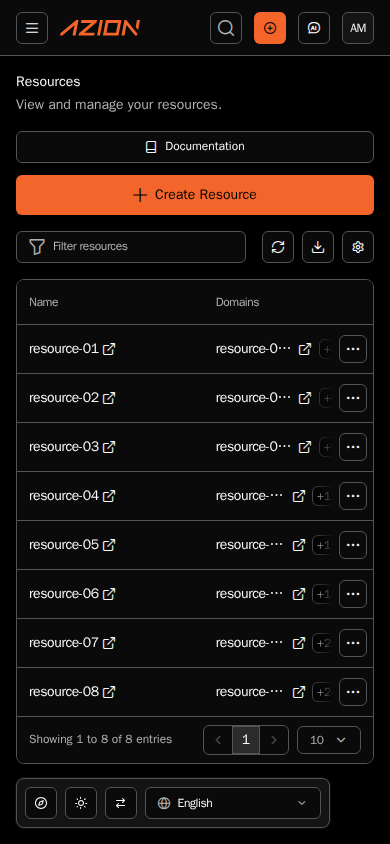 AZION
AI
AM
Resources
View and manage your resources.
Documentation
Create Resource
Filter resources
Name Domains
resource-01 resource-0···
resource-02 resource-0···
resource-03 resource-0···
resource-04 resource-··· +1
resource-05 resource-··· +1
resource-06 resource-··· +1
resource-07 resource-··· +2
resource-08 resource-··· +2
Showing 1 to 8 of 8 entries 1 10
English